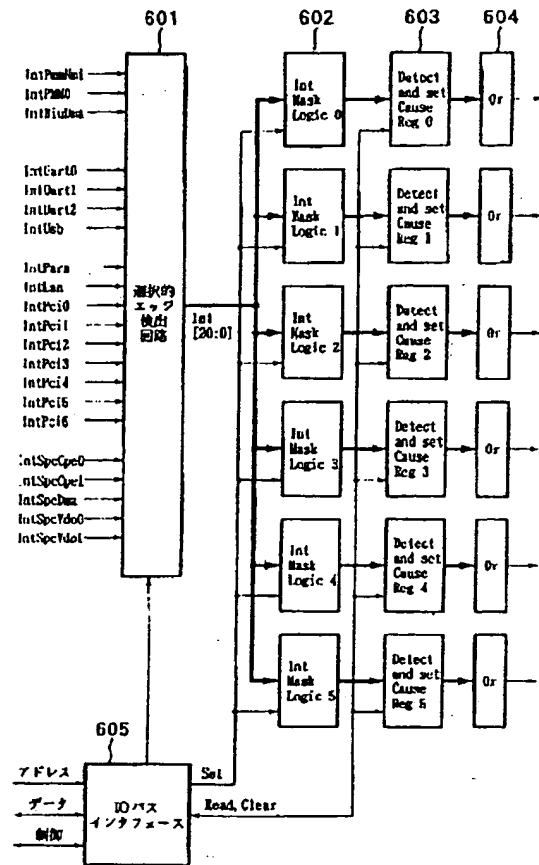 601
602
603
604
IntPMN0
IntUart0
IntUart1
IntUart2
IntUsb
IntPara
IntLan
IntPci0
IntPci1
IntPci2
IntPci3
IntPci4
IntPci5
IntPci6
IntSpcCpe0
IntSpcCpe1
IntSpcDma
IntSpcVdo0
IntSpcVdo1
選択的
エッジ
検出
回路
Int
[20:0]
Int
Mask
Logic 0
Detect
and set
Cause
Reg 0
Or
Int
Mask
Logic 1
Detect
and set
Cause
Reg 1
Or
Int
Mask
Logic 2
Detect
and set
Cause
Reg 2
Or
Int
Mask
Logic 3
Detect
and set
Cause
Reg 3
Or
Int
Mask
Logic 4
Detect
and set
Cause
Reg 4
Or
Int
Mask
Logic 5
Detect
and set
Cause
Reg 5
Or
605
アドレス
データ
制御
IOバス
インタフェース
Set
Read, Clear